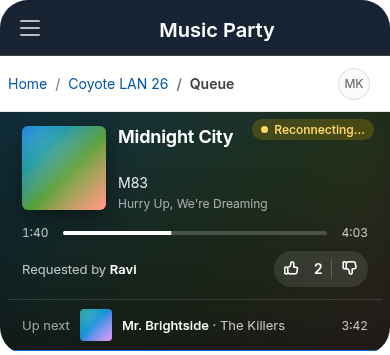 Music Party
Home / Coyote LAN 26 / Queue
MK
Midnight City
Reconnecting...
M83
Hurry Up, We're Dreaming
1:40
4:03
Requested by Ravi
2
Up next
Mr. Brightside · The Killers
3:42